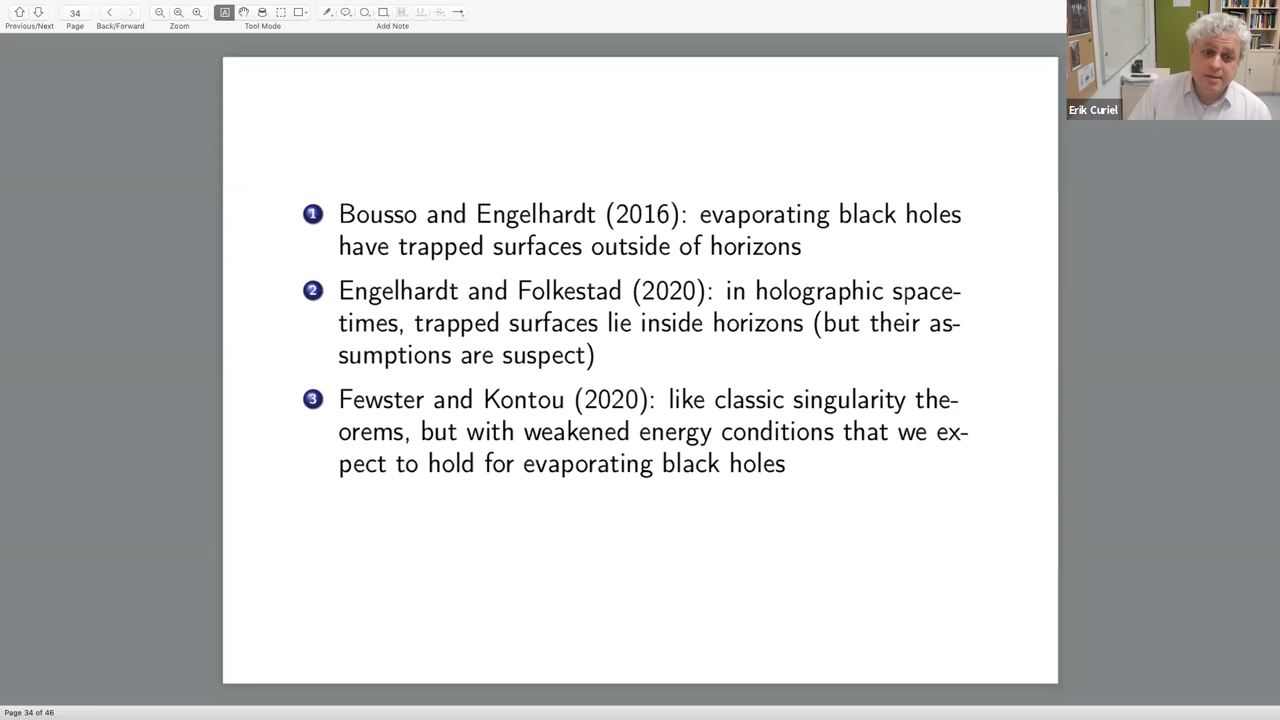 34
Previous/Next
Page
Back/Forward
Zoom
Tool Mode
Add Note
Erik Curiel
1 Bousso and Engelhardt (2016): evaporating black holes
have trapped surfaces outside of horizons
2 Engelhardt and Folkestad (2020): in holographic space-
times, trapped surfaces lie inside horizons (but their as-
sumptions are suspect)
3 Fewster and Kontou (2020): like classic singularity the-
orems, but with weakened energy conditions that we ex-
pect to hold for evaporating black holes
Page 34 of 46